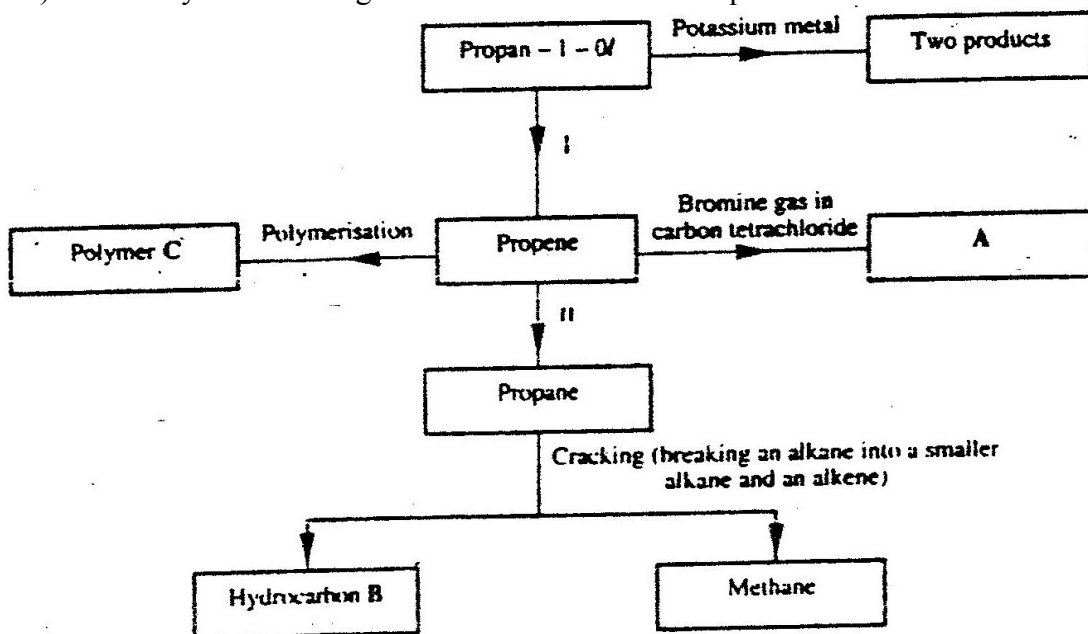 Potassium metal
Propan – 1 – 0l
Two products
I
Bromine gas in
carbon tetrachloride
Polymerisation
Polymer C
Propene
A
II
Propane
Cracking (breaking an alkane into a smaller
alkane and an alkene)
Hydrocarbon B
Methane